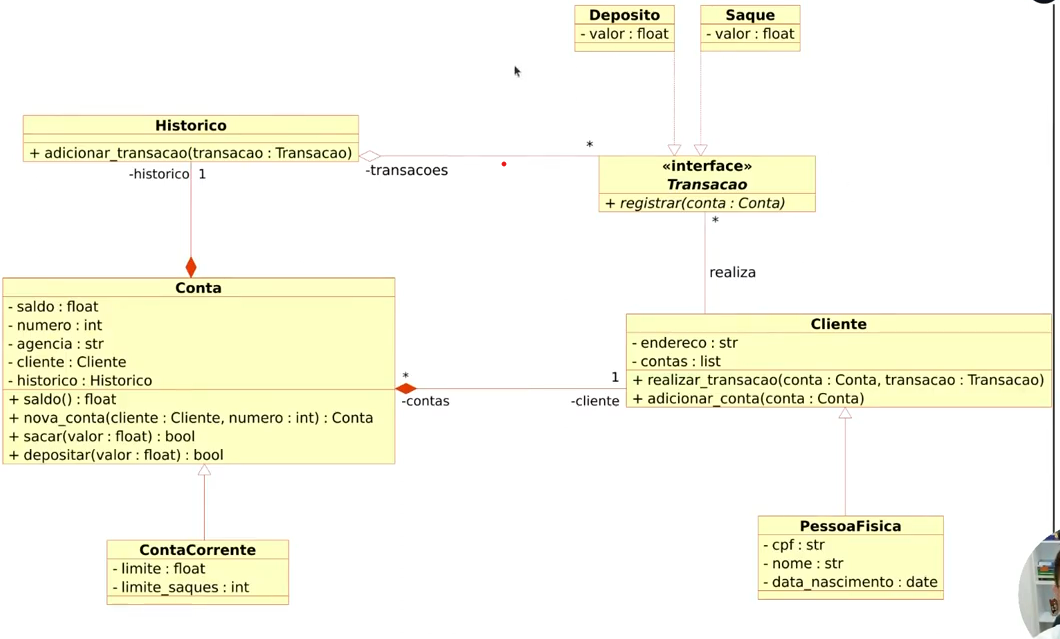 Deposito
- valor : float
Saque
- valor : float
Historico
+ adicionar_transacao(transacao : Transacao)
-historico 1
-transacoes
*
«interface»
Transacao
+ registrar(conta : Conta)
*
realiza
Conta
- saldo : float
- numero : int
- agencia : str
- cliente : Cliente
- historico : Historico
+ saldo() : float
+ nova_conta(cliente : Cliente, numero : int) : Conta
+ sacar(valor : float) : bool
+ depositar(valor : float) : bool
*
-contas
1
-cliente
Cliente
- endereco : str
- contas : list
+ realizar_transacao(conta : Conta, transacao : Transacao)
+ adicionar_conta(conta : Conta)
ContaCorrente
- limite : float
- limite_saques : int
PessoaFisica
- cpf : str
- nome : str
- data_nascimento : date